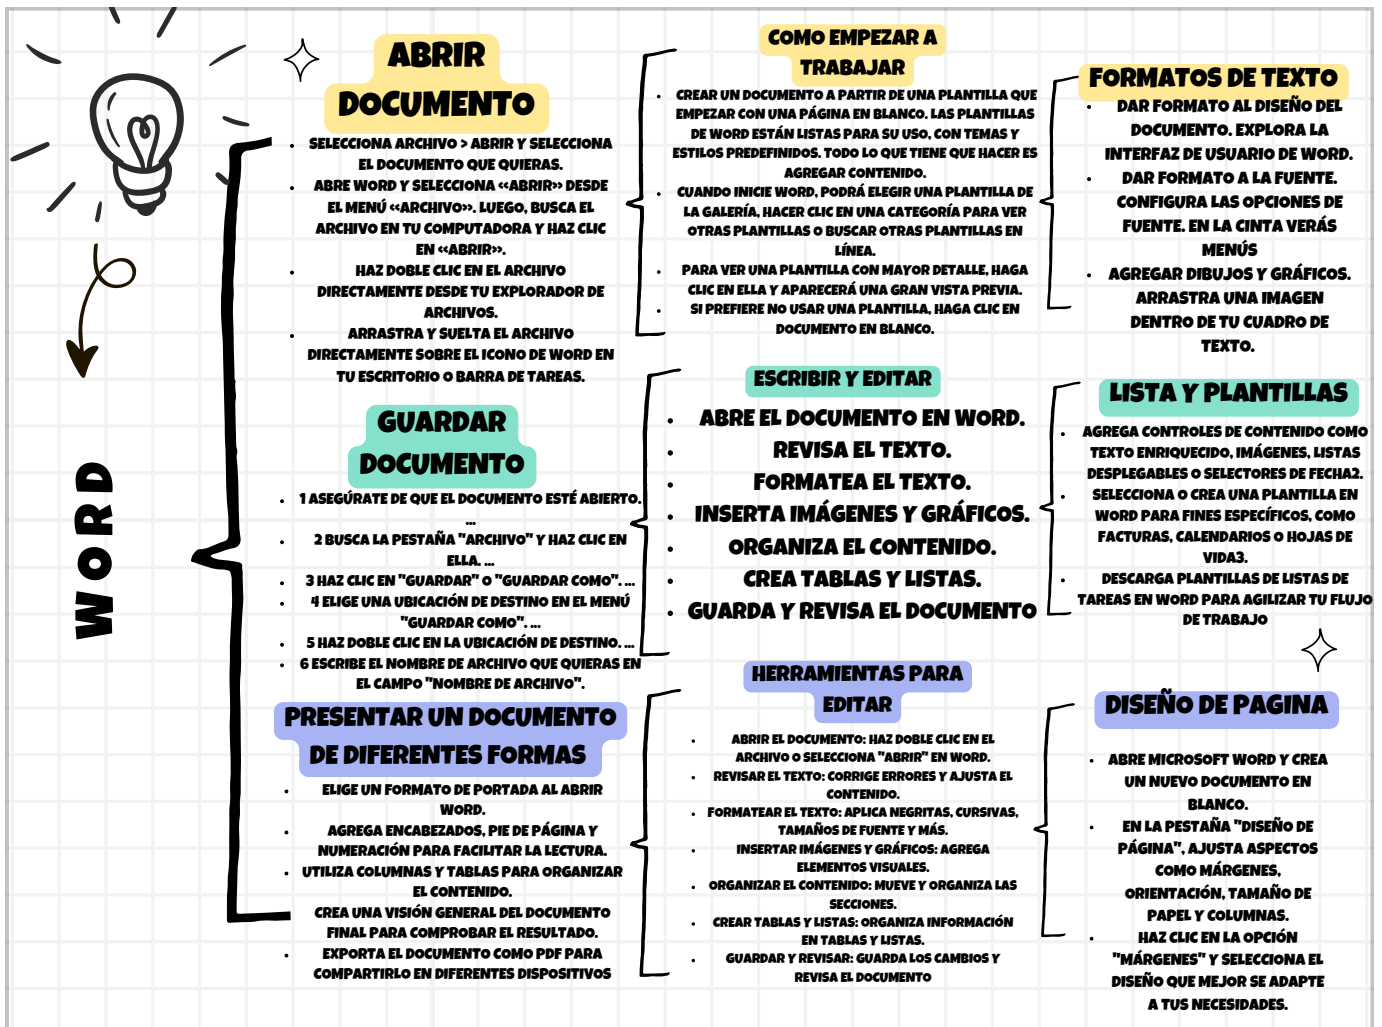 WORD
ABRIR
DOCUMENTO
• SELECCIONA ARCHIVO > ABRIR Y SELECCIONA
EL DOCUMENTO QUE QUIERAS.
• ABRE WORD Y SELECCIONA «ABRIR» DESDE
EL MENÚ «ARCHIVO». LUEGO, BUSCA EL
ARCHIVO EN TU COMPUTADORA Y HAZ CLIC
EN «ABRIR».
• HAZ DOBLE CLIC EN EL ARCHIVO
DIRECTAMENTE DESDE TU EXPLORADOR DE
ARCHIVOS.
• ARRASTRA Y SUELTA EL ARCHIVO
DIRECTAMENTE SOBRE EL ICONO DE WORD EN
TU ESCRITORIO O BARRA DE TAREAS.
COMO EMPEZAR A
TRABAJAR
• CREAR UN DOCUMENTO A PARTIR DE UNA PLANTILLA QUE
EMPEZAR CON UNA PÁGINA EN BLANCO. LAS PLANTILLAS
DE WORD ESTÁN LISTAS PARA SU USO, CON TEMAS Y
ESTILOS PREDEFINIDOS. TODO LO QUE TIENE QUE HACER ES
AGREGAR CONTENIDO.
• CUANDO INICIE WORD, PODRÁ ELEGIR UNA PLANTILLA DE
LA GALERÍA, HACER CLIC EN UNA CATEGORÍA PARA VER
OTRAS PLANTILLAS O BUSCAR OTRAS PLANTILLAS EN
LÍNEA.
• PARA VER UNA PLANTILLA CON MAYOR DETALLE, HAGA
CLIC EN ELLA Y APARECERÁ UNA GRAN VISTA PREVIA.
• SI PREFIERE NO USAR UNA PLANTILLA, HAGA CLIC EN
DOCUMENTO EN BLANCO.
FORMATOS DE TEXTO
• DAR FORMATO AL DISEÑO DEL
DOCUMENTO. EXPLORA LA
INTERFAZ DE USUARIO DE WORD.
• DAR FORMATO A LA FUENTE.
CONFIGURA LAS OPCIONES DE
FUENTE. EN LA CINTA VERÁS
MENÚS
• AGREGAR DIBUJOS Y GRÁFICOS.
ARRASTRA UNA IMAGEN
DENTRO DE TU CUADRO DE
TEXTO.
GUARDAR
DOCUMENTO
• 1 ASEGÚRATE DE QUE EL DOCUMENTO ESTÉ ABIERTO.
...
• 2 BUSCA LA PESTAÑA "ARCHIVO" Y HAZ CLIC EN
ELLA. ...
• 3 HAZ CLIC EN "GUARDAR" O "GUARDAR COMO". ...
• 4 ELIGE UNA UBICACIÓN DE DESTINO EN EL MENÚ
"GUARDAR COMO". ...
• 5 HAZ DOBLE CLIC EN LA UBICACIÓN DE DESTINO. ...
• 6 ESCRIBE EL NOMBRE DE ARCHIVO QUE QUIERAS EN
EL CAMPO "NOMBRE DE ARCHIVO".
ESCRIBIR Y EDITAR
• ABRE EL DOCUMENTO EN WORD.
• REVISA EL TEXTO.
• FORMATEA EL TEXTO.
• INSERTA IMÁGENES Y GRÁFICOS.
• ORGANIZA EL CONTENIDO.
• CREA TABLAS Y LISTAS.
• GUARDA Y REVISA EL DOCUMENTO
LISTA Y PLANTILLAS
• AGREGA CONTROLES DE CONTENIDO COMO
TEXTO ENRIQUECIDO, IMÁGENES, LISTAS
DESPLEGABLES O SELECTORES DE FECHA2.
• SELECCIONA O CREA UNA PLANTILLA EN
WORD PARA FINES ESPECÍFICOS, COMO
FACTURAS, CALENDARIOS O HOJAS DE
VIDA3.
• DESCARGA PLANTILLAS DE LISTAS DE
TAREAS EN WORD PARA AGILIZAR TU FLUJO
DE TRABAJO
PRESENTAR UN DOCUMENTO
DE DIFERENTES FORMAS
• ELIGE UN FORMATO DE PORTADA AL ABRIR
WORD.
• AGREGA ENCABEZADOS, PIE DE PÁGINA Y
NUMERACIÓN PARA FACILITAR LA LECTURA.
• UTILIZA COLUMNAS Y TABLAS PARA ORGANIZAR
EL CONTENIDO.
CREA UNA VISIÓN GENERAL DEL DOCUMENTO
FINAL PARA COMPROBAR EL RESULTADO.
• EXPORTA EL DOCUMENTO COMO PDF PARA
COMPARTIRLO EN DIFERENTES DISPOSITIVOS
HERRAMIENTAS PARA
EDITAR
• ABRIR EL DOCUMENTO: HAZ DOBLE CLIC EN EL
ARCHIVO O SELECCIONA "ABRIR" EN WORD.
• REVISAR EL TEXTO: CORRIGE ERRORES Y AJUSTA EL
CONTENIDO.
• FORMATEAR EL TEXTO: APLICA NEGRITAS, CURSIVAS,
TAMAÑOS DE FUENTE Y MÁS.
• INSERTAR IMÁGENES Y GRÁFICOS: AGREGA
ELEMENTOS VISUALES.
• ORGANIZAR EL CONTENIDO: MUEVE Y ORGANIZA LAS
SECCIONES.
• CREAR TABLAS Y LISTAS: ORGANIZA INFORMACIÓN
EN TABLAS Y LISTAS.
• GUARDAR Y REVISAR: GUARDA LOS CAMBIOS Y
REVISA EL DOCUMENTO
DISEÑO DE PAGINA
• ABRE MICROSOFT WORD Y CREA
UN NUEVO DOCUMENTO EN
BLANCO.
• EN LA PESTAÑA "DISEÑO DE
PÁGINA", AJUSTA ASPECTOS
COMO MÁRGENES,
ORIENTACIÓN, TAMAÑO DE
PAPEL Y COLUMNAS.
• HAZ CLIC EN LA OPCIÓN
"MÁRGENES" Y SELECCIONA EL
DISEÑO QUE MEJOR SE ADAPTE
A TUS NECESIDADES.